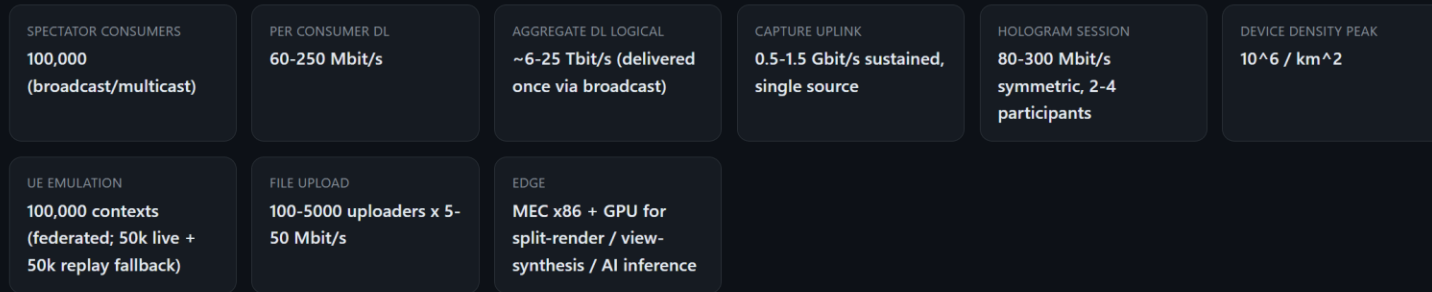 SPECTATOR CONSUMERS
100,000
(broadcast/multicast)
PER CONSUMER DL
60-250 Mbit/s
AGGREGATE DL LOGICAL
~6-25 Tbit/s (delivered
once via broadcast)
CAPTURE UPLINK
0.5-1.5 Gbit/s sustained,
single source
HOLOGRAM SESSION
80-300 Mbit/s
symmetric, 2-4
participants
DEVICE DENSITY PEAK
10^6 / km^2
UE EMULATION
100,000 contexts
(federated; 50k live +
50k replay fallback)
FILE UPLOAD
100-5000 uploaders x 5-
50 Mbit/s
EDGE
MEC x86 + GPU for
split-render / view-
synthesis / AI inference